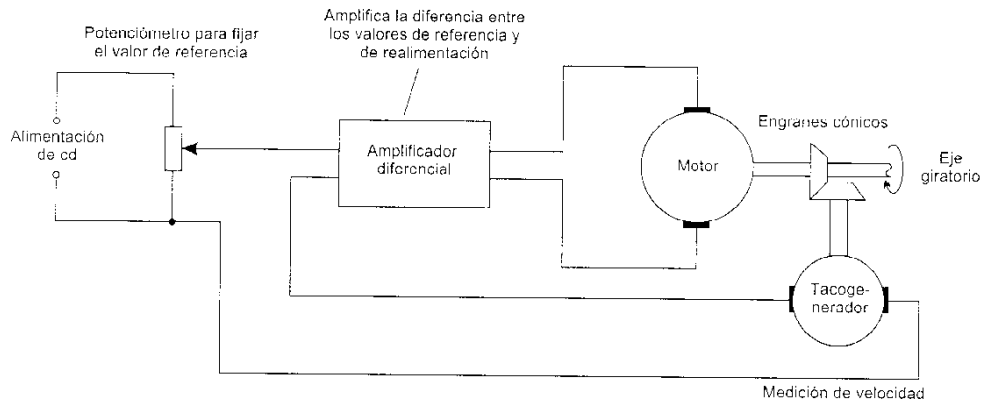 Amplifica la diferencia entre
los valores de referencia y
de realimentación
Potenciómetro para fijar
el valor de referencia
Alimentación
de cd
Amplificador
diferencial
Motor
Engranes cónicos
Eje
giratorio
Tacoge-
nerador
Medición de velocidad